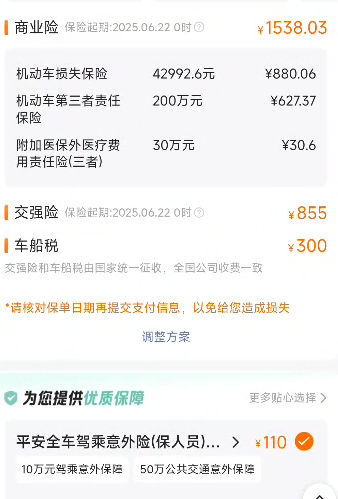 商业险 保险起期:2025.06.22 0时 ¥1538.03
机动车损失保险 42992.6元 ¥880.06
机动车第三者责任 200万元 ¥627.37
保险
附加医保外医疗费 30万元 ¥30.6
用责任险(三者)
交强险 保险起期:2025.06.22 0时 ¥855
车船税 ¥300
交强险和车船税由国家统一征收，全国公司收费一致
*请核对保单日期再提交支付信息，以免给您造成损失
调整方案
为您提供优质保障 更多贴心选择
平安全车驾乘意外险(保人员)... ¥110
10万元驾乘意外保障 50万公共交通意外保障